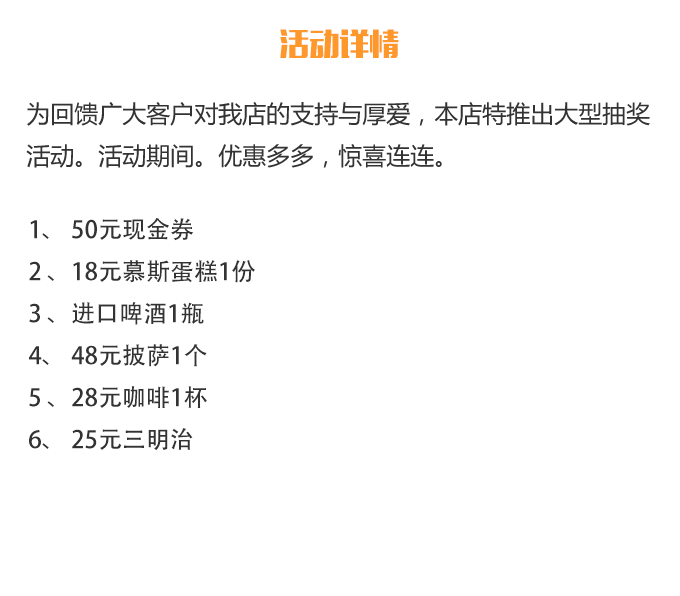 活动详情
为回馈广大客户对我店的支持与厚爱，本店特推出大型抽奖
活动。活动期间。优惠多多，惊喜连连。
1、 50元现金券
2、18元慕斯蛋糕1份
3、进口啤酒1瓶
4、 48元披萨1个
5、28元咖啡1杯
6、 25元三明治